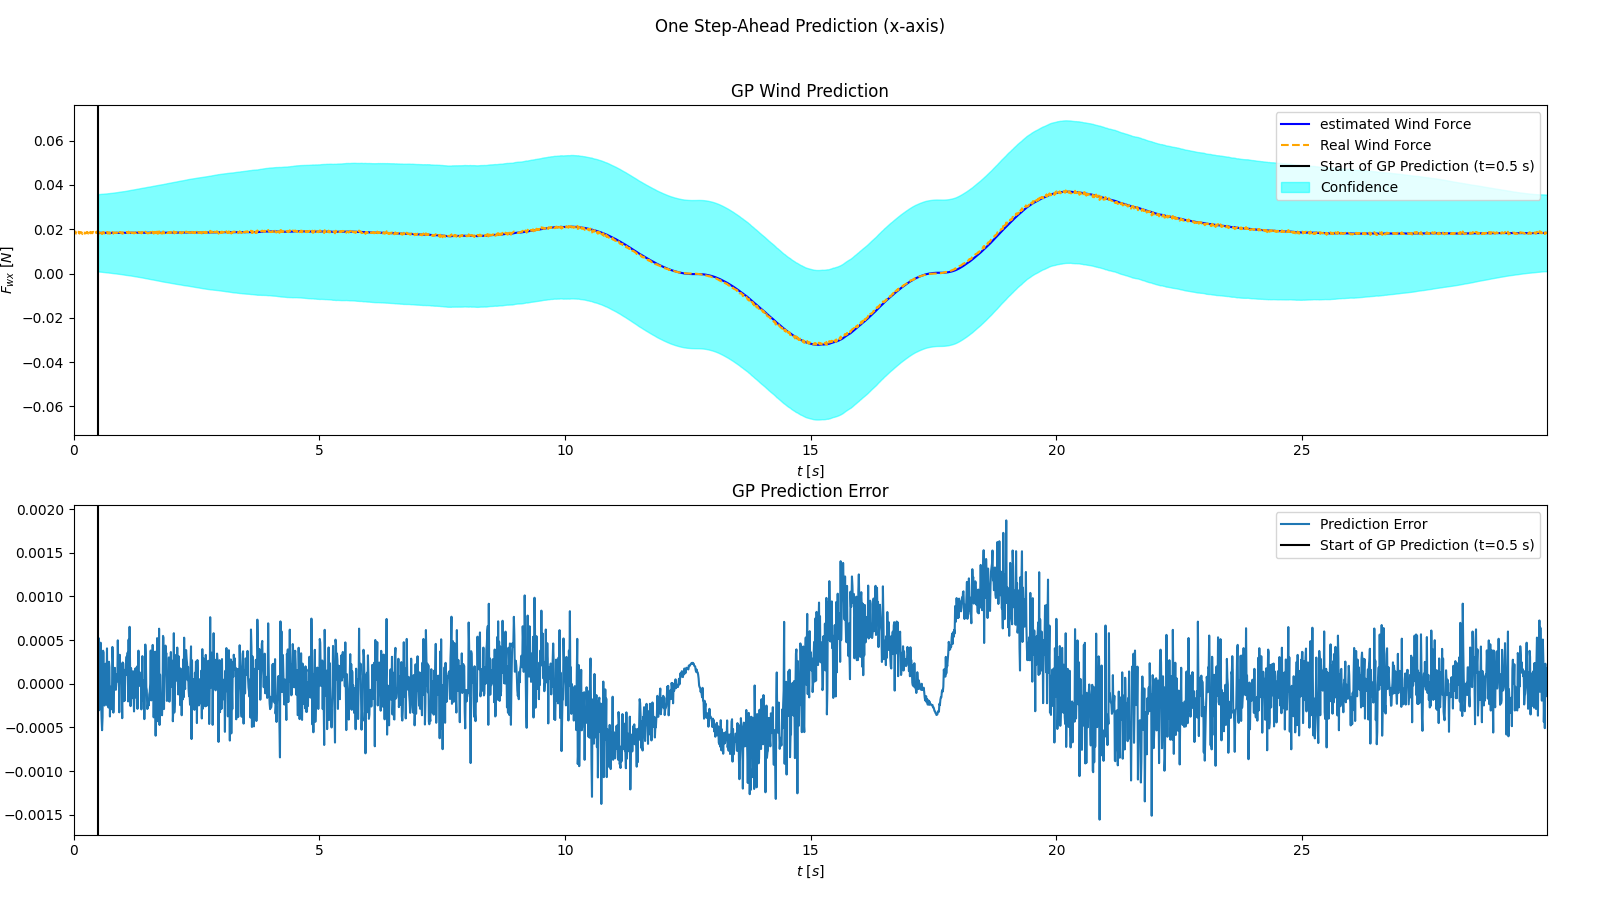 One Step-Ahead Prediction (x-axis)
GP Wind Prediction
F_wx [N]
0.06
0.04
0.02
0.00
−0.02
−0.04
−0.06
estimated Wind Force
Real Wind Force
Start of GP Prediction (t=0.5 s)
Confidence
0 5 10 15 20 25
t [s]
GP Prediction Error
0.0020
0.0015
0.0010
0.0005
0.0000
−0.0005
−0.0010
−0.0015
Prediction Error
Start of GP Prediction (t=0.5 s)
0 5 10 15 20 25
t [s]